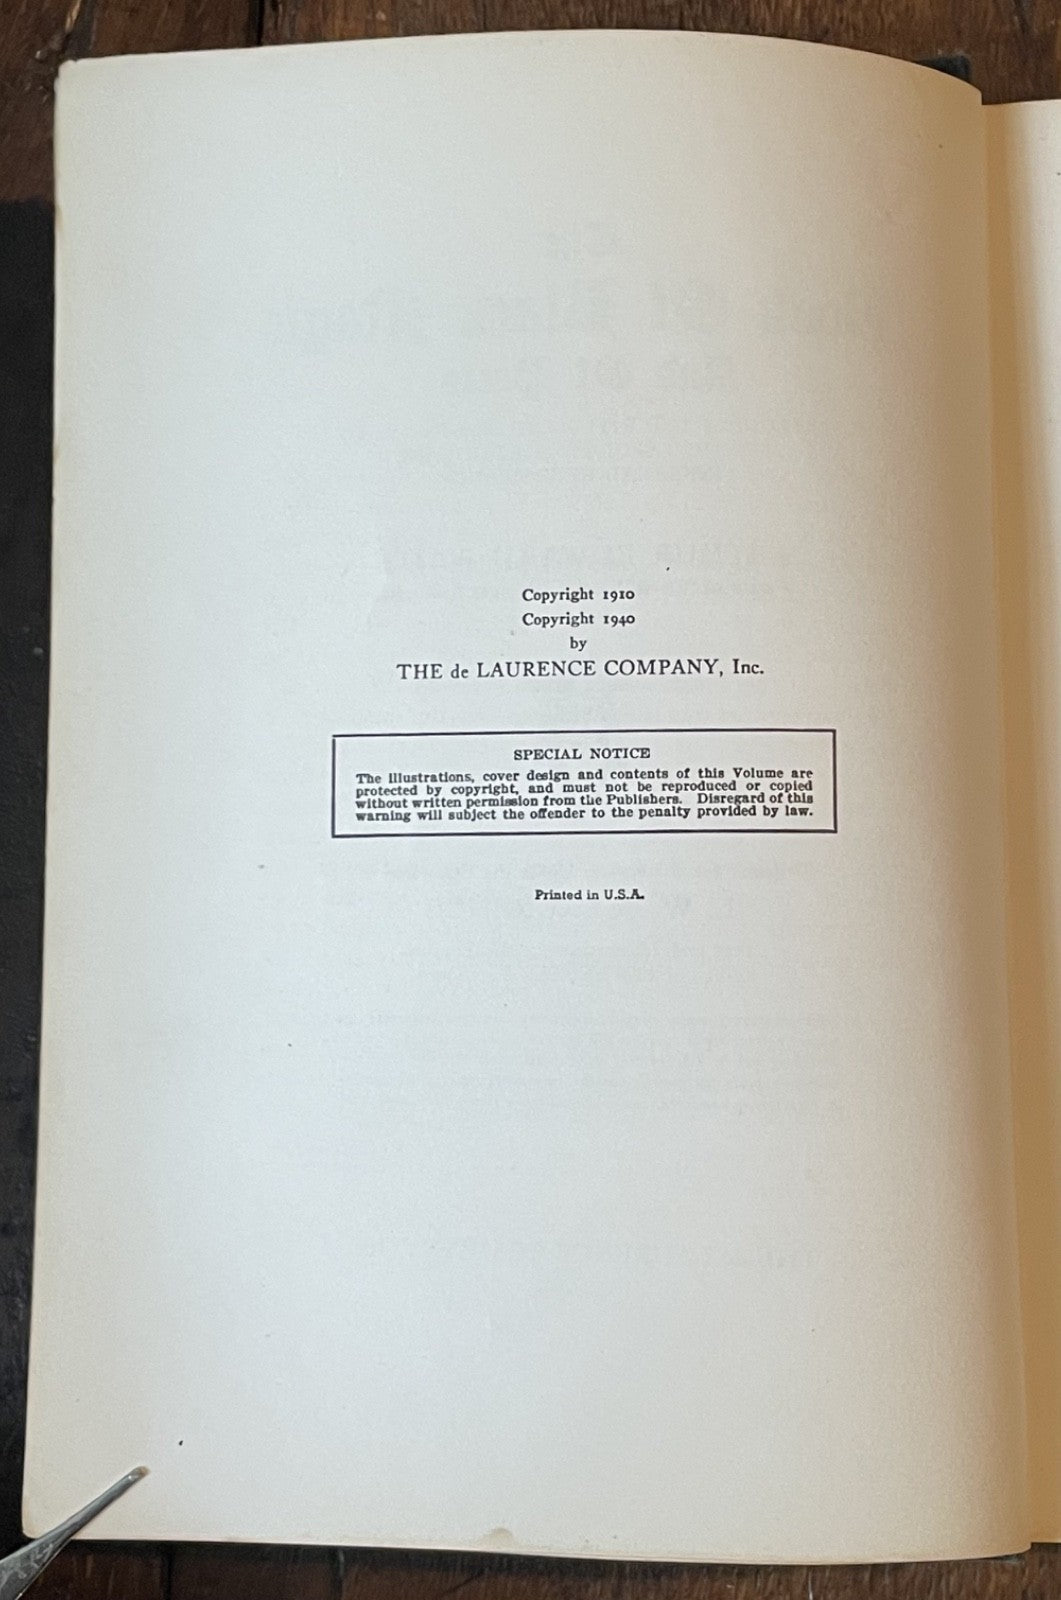 Copyright 1910
Copyright 1940
by
THE de LAURENCE COMPANY, Inc.
SPECIAL NOTICE
The Illustrations, cover design and contents of this Volume are
protected by copyright, and must not be reproduced or copied
without written permission from the Publishers. Disregard of this
warning will subject the offender to the penalty provided by law.
Printed in U.S.A.